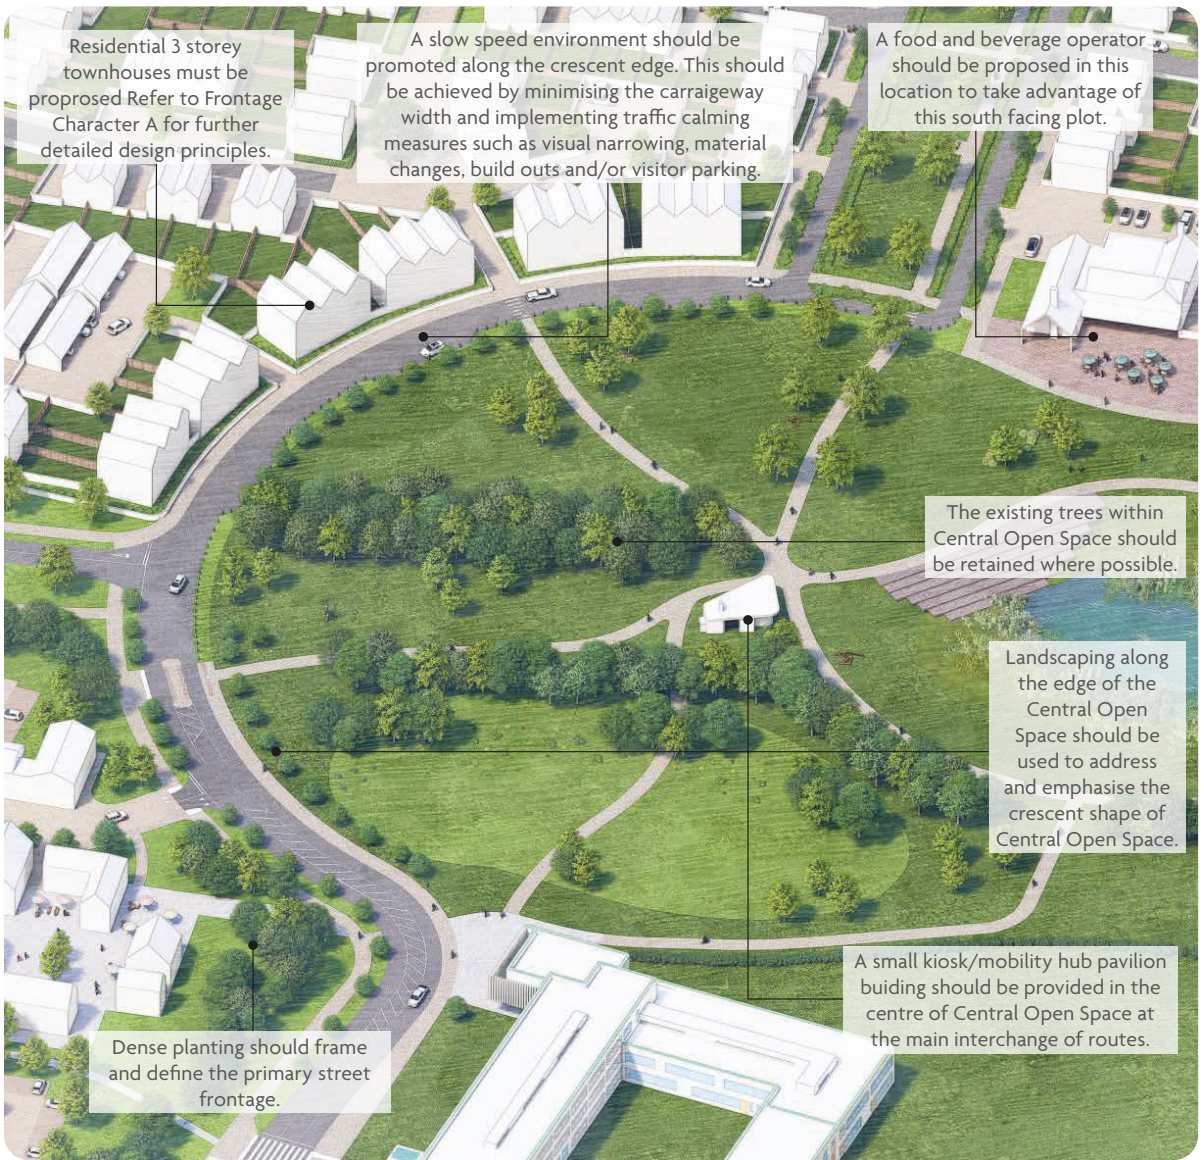 Residential 3 storey
townhouses must be
proprosed Refer to Frontage
Character A for further
detailed design principles.
A slow speed environment should be
promoted along the crescent edge. This should
be achieved by minimising the carraigeway
width and implementing traffic calming
measures such as visual narrowing, material
changes, build outs and/or visitor parking.
A food and beverage operator
should be proposed in this
location to take advantage of
this south facing plot.
The existing trees within
Central Open Space should
be retained where possible.
Landscaping along
the edge of the
Central Open
Space should be
used to address
and emphasise the
crescent shape of
Central Open Space.
A small kiosk/mobility hub pavilion
buiding should be provided in the
centre of Central Open Space at
the main interchange of routes.
Dense planting should frame
and define the primary street
frontage.